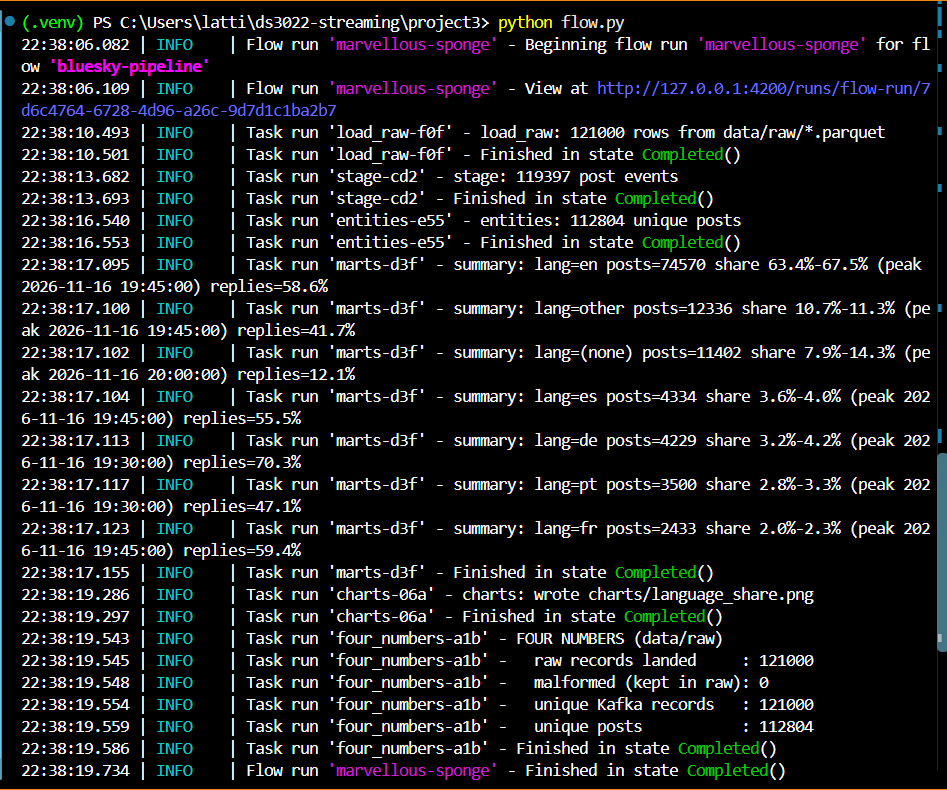 (.venv) PS C:\Users\latti\ds3022-streaming\project3> python flow.py
22:38:06.082 | INFO    | Flow run 'marvellous-sponge' - Beginning flow run 'marvellous-sponge' for fl
ow 'bluesky-pipeline'
22:38:06.109 | INFO    | Flow run 'marvellous-sponge' - View at http://127.0.0.1:4200/runs/flow-run/7
d6c4764-6728-4d96-a26c-9d7d1c1ba2b7
22:38:10.493 | INFO    | Task run 'load_raw-f0f' - load_raw: 121000 rows from data/raw/*.parquet
22:38:10.501 | INFO    | Task run 'load_raw-f0f' - Finished in state Completed()
22:38:13.682 | INFO    | Task run 'stage-cd2' - stage: 119397 post events
22:38:13.693 | INFO    | Task run 'stage-cd2' - Finished in state Completed()
22:38:16.540 | INFO    | Task run 'entities-e55' - entities: 112804 unique posts
22:38:16.553 | INFO    | Task run 'entities-e55' - Finished in state Completed()
22:38:17.095 | INFO    | Task run 'marts-d3f' - summary: lang=en posts=74570 share 63.4%-67.5% (peak
2026-11-16 19:45:00) replies=58.6%
22:38:17.100 | INFO    | Task run 'marts-d3f' - summary: lang=other posts=12336 share 10.7%-11.3% (pe
ak 2026-11-16 19:45:00) replies=41.7%
22:38:17.102 | INFO    | Task run 'marts-d3f' - summary: lang=(none) posts=11402 share 7.9%-14.3% (pe
ak 2026-11-16 20:00:00) replies=12.1%
22:38:17.104 | INFO    | Task run 'marts-d3f' - summary: lang=es posts=4334 share 3.6%-4.0% (peak 202
6-11-16 19:45:00) replies=55.5%
22:38:17.113 | INFO    | Task run 'marts-d3f' - summary: lang=de posts=4229 share 3.2%-4.2% (peak 202
6-11-16 19:30:00) replies=70.3%
22:38:17.117 | INFO    | Task run 'marts-d3f' - summary: lang=pt posts=3500 share 2.8%-3.3% (peak 202
6-11-16 19:30:00) replies=47.1%
22:38:17.123 | INFO    | Task run 'marts-d3f' - summary: lang=fr posts=2433 share 2.0%-2.3% (peak 202
6-11-16 19:45:00) replies=59.4%
22:38:17.155 | INFO    | Task run 'marts-d3f' - Finished in state Completed()
22:38:19.286 | INFO    | Task run 'charts-06a' - charts: wrote charts/language_share.png
22:38:19.297 | INFO    | Task run 'charts-06a' - Finished in state Completed()
22:38:19.543 | INFO    | Task run 'four_numbers-a1b' - FOUR NUMBERS (data/raw)
22:38:19.545 | INFO    | Task run 'four_numbers-a1b' -   raw records landed     : 121000
22:38:19.548 | INFO    | Task run 'four_numbers-a1b' -   malformed (kept in raw): 0
22:38:19.554 | INFO    | Task run 'four_numbers-a1b' -   unique Kafka records   : 121000
22:38:19.559 | INFO    | Task run 'four_numbers-a1b' -   unique posts           : 112804
22:38:19.586 | INFO    | Task run 'four_numbers-a1b' - Finished in state Completed()
22:38:19.734 | INFO    | Flow run 'marvellous-sponge' - Finished in state Completed()